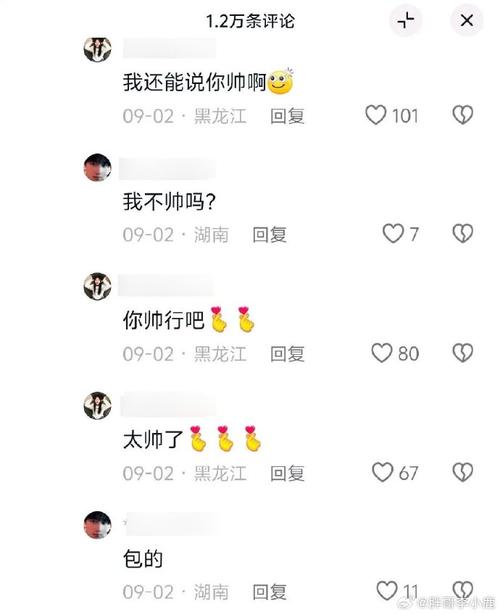 1.2万条评论
我还能说你帅啊
09-02 · 黑龙江 回复 101
我不帅吗?
09-02 · 湖南 回复 7
你帅行吧
09-02 · 黑龙江 回复 80
太帅了
09-02 · 黑龙江 回复 67
包的
09-02 · 湖南 回复 11
@胖哥李小鹿